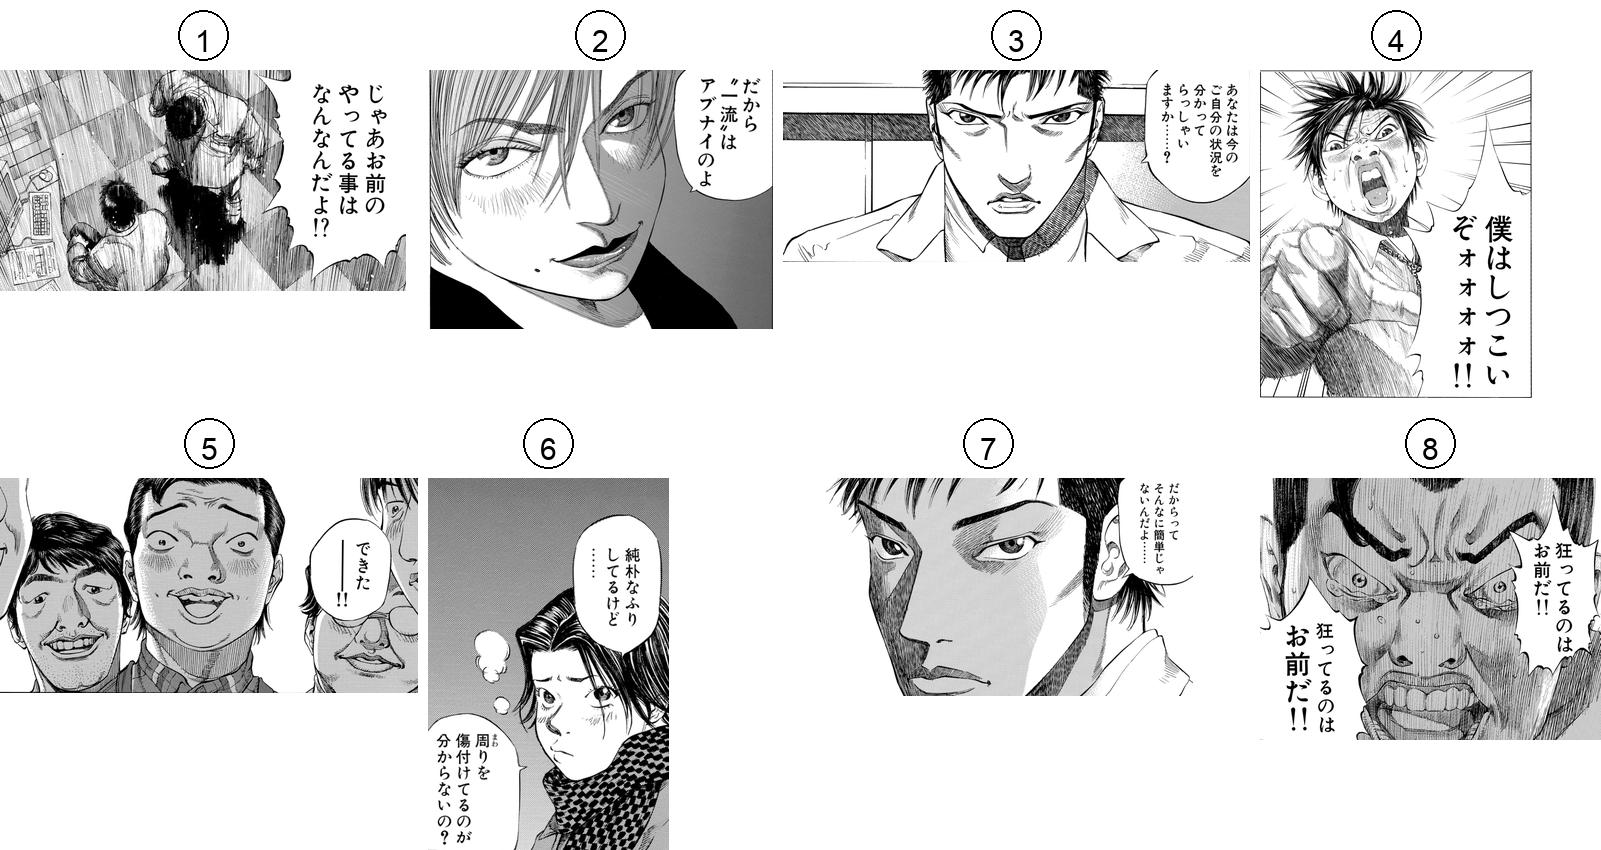 1
じゃあお前の
やってる事は
なんなんだよ!?
2
だから
〝一流〟は
アブナイのよ
3
あなたは今の
ご自分の状況を
分かって
らっしゃい
ますか……?
4
僕はしつこい
ぞォォォォ!!
5
できた
──!!
6
純朴なふり
してるけど
……
周りを
まわ
傷付けてるのが
分からないの?
7
だからって
そんなに簡単じゃ
ないんだよ……
8
狂ってるのは
お前だ!!
狂ってるのは
お前だ!!